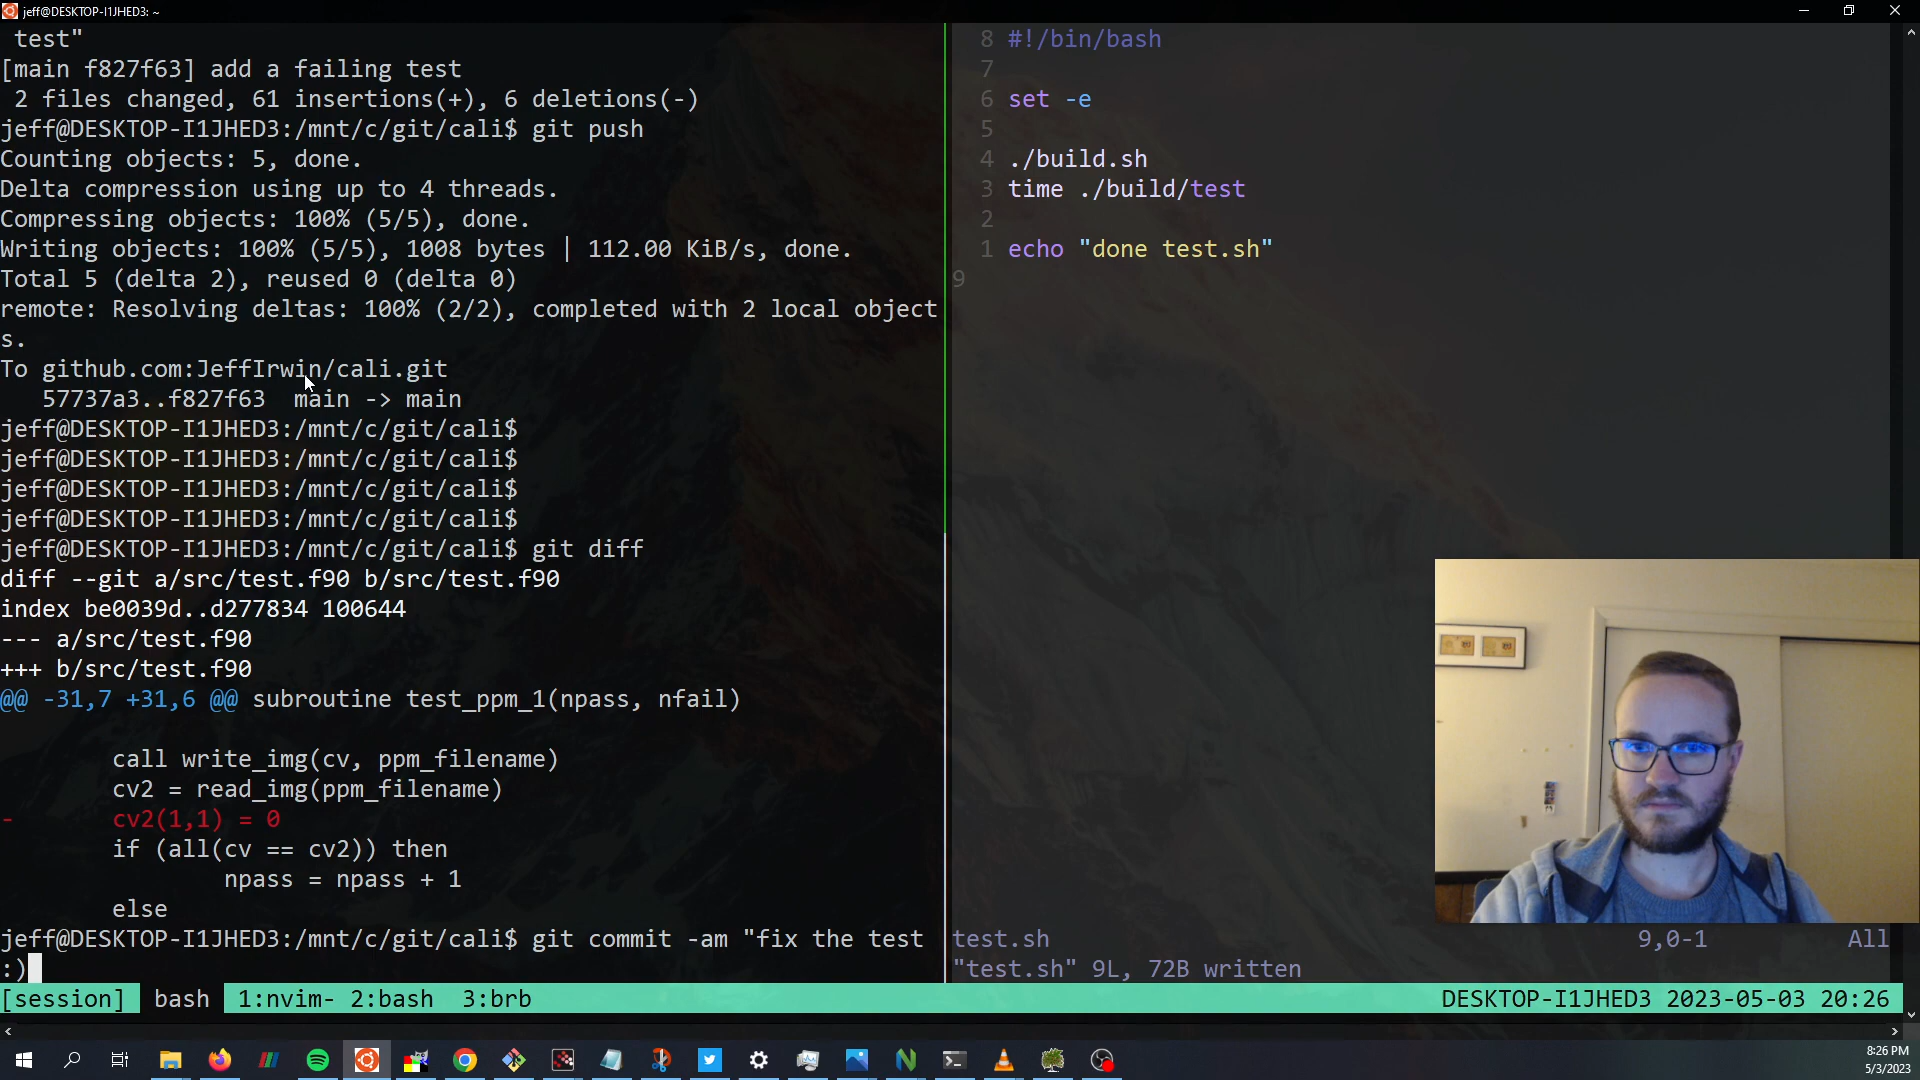 jeff@DESKTOP-I1JHED3: ~
 test"
[main f827f63] add a failing test
 2 files changed, 61 insertions(+), 6 deletions(-)
jeff@DESKTOP-I1JHED3:/mnt/c/git/cali$ git push
Counting objects: 5, done.
Delta compression using up to 4 threads.
Compressing objects: 100% (5/5), done.
Writing objects: 100% (5/5), 1008 bytes | 112.00 KiB/s, done.
Total 5 (delta 2), reused 0 (delta 0)
remote: Resolving deltas: 100% (2/2), completed with 2 local object
s.
To github.com:JeffIrwin/cali.git
   57737a3..f827f63  main -> main
jeff@DESKTOP-I1JHED3:/mnt/c/git/cali$
jeff@DESKTOP-I1JHED3:/mnt/c/git/cali$
jeff@DESKTOP-I1JHED3:/mnt/c/git/cali$
jeff@DESKTOP-I1JHED3:/mnt/c/git/cali$
jeff@DESKTOP-I1JHED3:/mnt/c/git/cali$ git diff
diff --git a/src/test.f90 b/src/test.f90
index be0039d..d277834 100644
--- a/src/test.f90
+++ b/src/test.f90
@@ -31,7 +31,6 @@ subroutine test_ppm_1(npass, nfail)
        call write_img(cv, ppm_filename)
        cv2 = read_img(ppm_filename)
-       cv2(1,1) = 0
        if (all(cv == cv2)) then
                npass = npass + 1
        else
jeff@DESKTOP-I1JHED3:/mnt/c/git/cali$ git commit -am "fix the test
:)
8 #!/bin/bash
7
6 set -e
5
4 ./build.sh
3 time ./build/test
2
1 echo "done test.sh"
9
test.sh 9,0-1 All
"test.sh" 9L, 72B written
[session] bash 1:nvim- 2:bash  3:brb DESKTOP-I1JHED3 2023-05-03 20:26
8:26 PM
5/3/2023